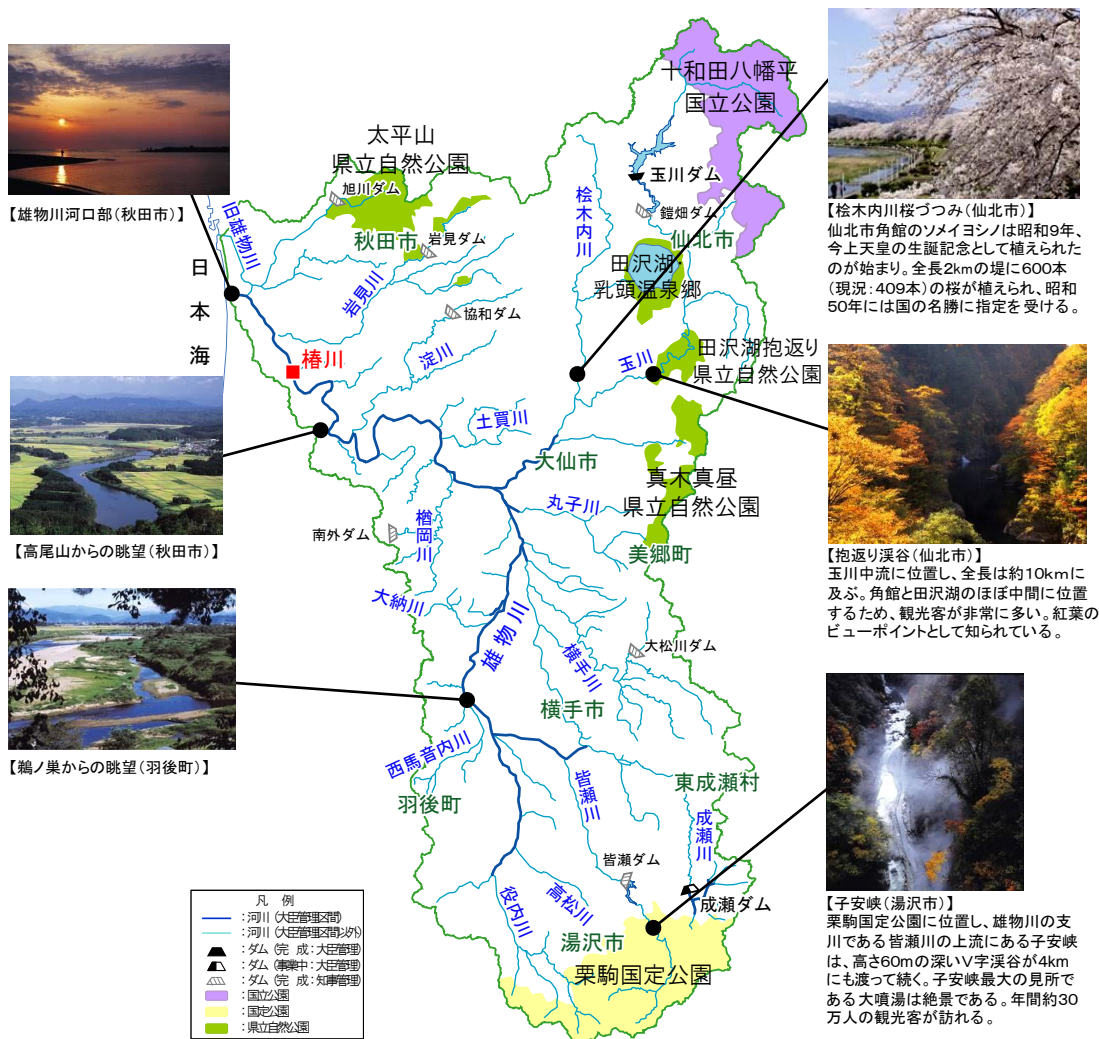 十和田八幡平
国立公園
太平山
県立自然公園
旭川ダム
玉川ダム
鎧畑ダム
桧木内川
仙北市
秋田市
岩見ダム
旧雄物川
田沢湖・
乳頭温泉郷
日本海
岩見川
協和ダム
椿川
淀川
玉川
田沢湖抱返り
県立自然公園
土買川
大仙市
真木真昼
県立自然公園
丸子川
南外ダム
楢岡川
美郷町
大納川
雄物川
横手川
大松川ダム
横手市
西馬音内川
羽後町
皆瀬川
東成瀬村
成瀬川
皆瀬ダム
成瀬ダム
役内川
高松川
湯沢市
栗駒国定公園
【雄物川河口部(秋田市)】
【高尾山からの眺望(秋田市)】
【鵜ノ巣からの眺望(羽後町)】
【桧木内川桜づつみ(仙北市)】
仙北市角館のソメイヨシノは昭和9年、
今上天皇の生誕記念として植えられた
のが始まり。全長2kmの堤に600本
(現況:409本)の桜が植えられ、昭和
50年には国の名勝に指定を受ける。
【抱返り渓谷(仙北市)】
玉川中流に位置し、全長は約10kmに
及ぶ。角館と田沢湖のほぼ中間に位置
するため、観光客が非常に多い。紅葉の
ビューポイントとして知られている。
【子安峡(湯沢市)】
栗駒国定公園に位置し、雄物川の支
川である皆瀬川の上流にある子安峡
は、高さ60mの深いV字渓谷が4km
にも渡って続く。子安峡最大の見所で
ある大噴湯は絶景である。年間約30
万人の観光客が訪れる。
凡 例
:河川(大臣管理区間)
:河川(大臣管理区間以外)
:ダム(完 成:大臣管理)
:ダム(事業中:大臣管理)
:ダム(完 成:知事管理)
:国立公園
:国定公園
:県立自然公園